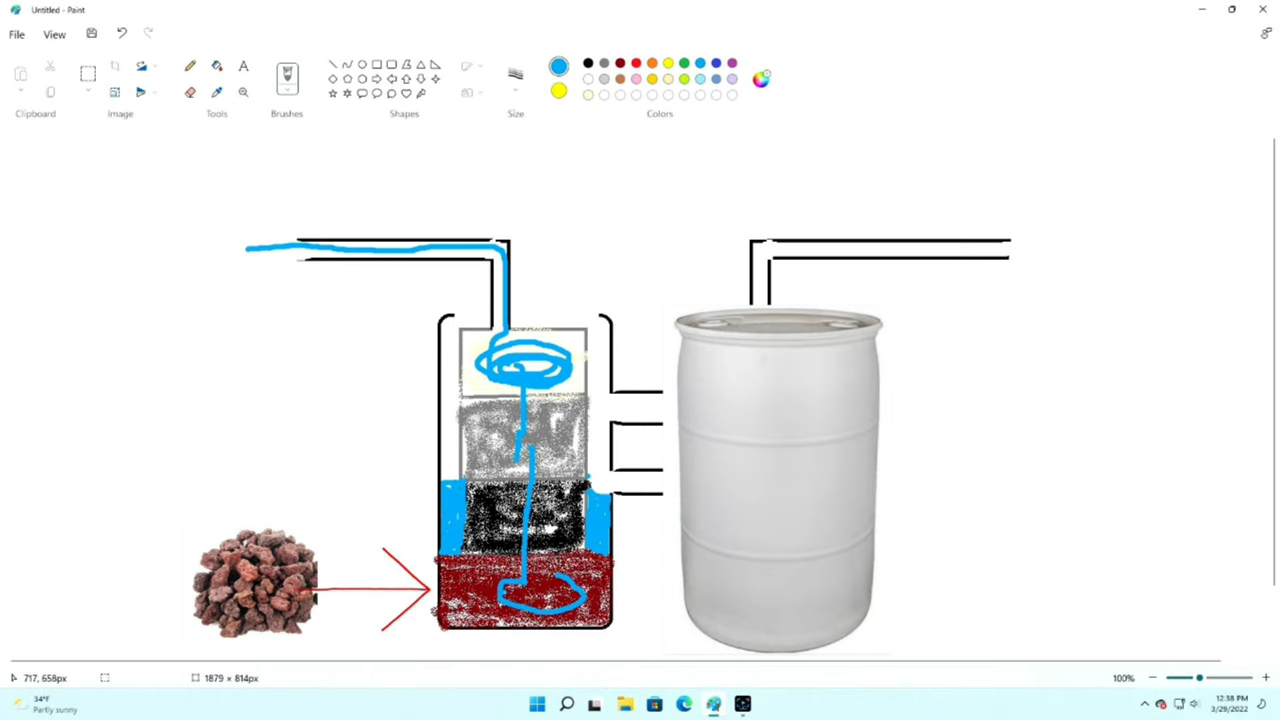 Untitled - Paint
File View
Clipboard Image Tools Brushes Shapes Size Colors
A
717, 658px 1879 × 814px 100%
34°F
Partly sunny
12:38 PM
3/29/2022